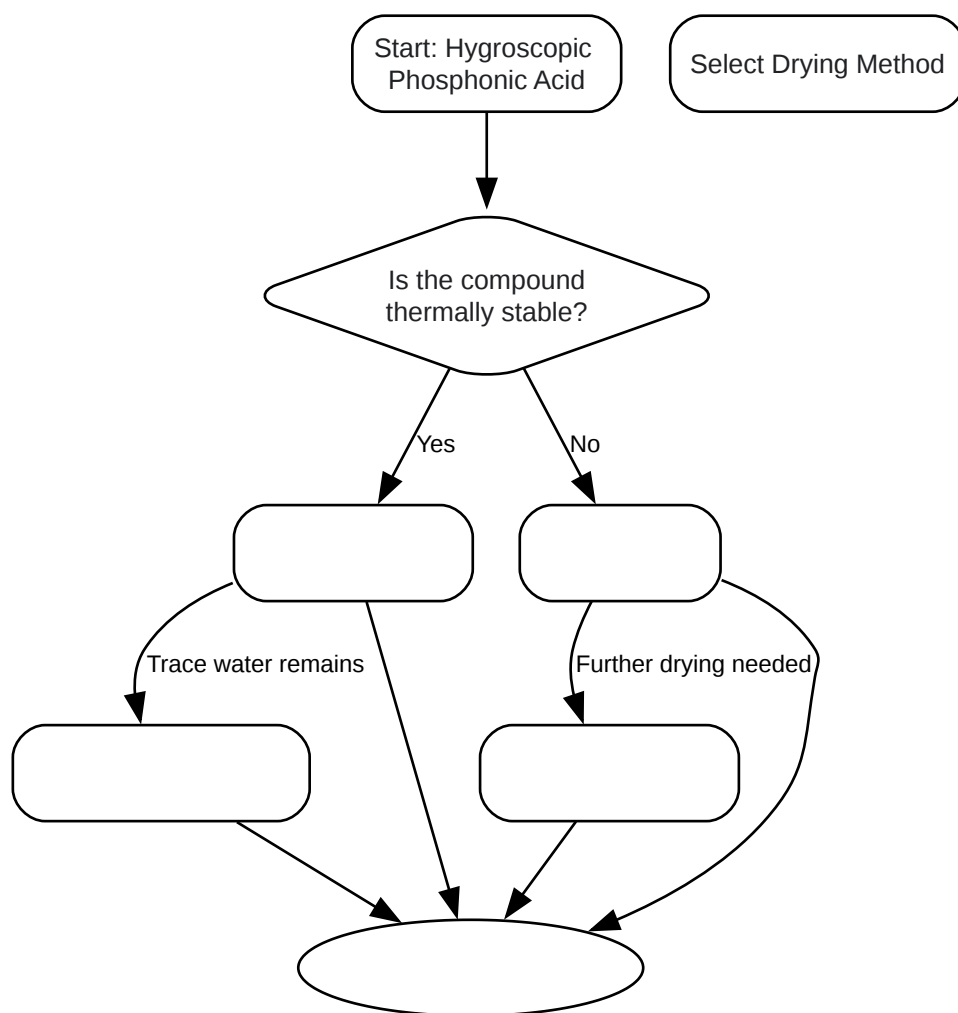 Start: Hygroscopic
Phosphonic Acid
Select Drying Method
Is the compound
thermally stable?
Yes
No
Trace water remains
Further drying needed